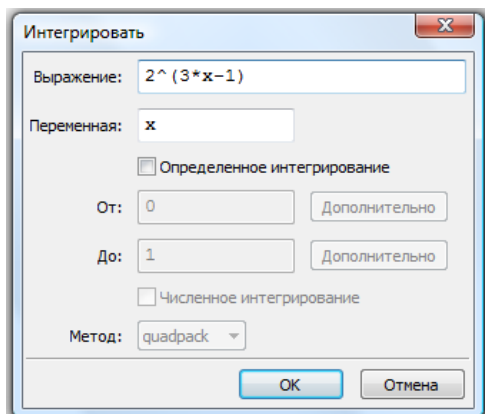 Интегрировать
Выражение: 2^(3*x-1)
Переменная: x
Определенное интегрирование
От: 0 Дополнительно
До: 1 Дополнительно
Численное интегрирование
Метод: quadpack
OK Отмена